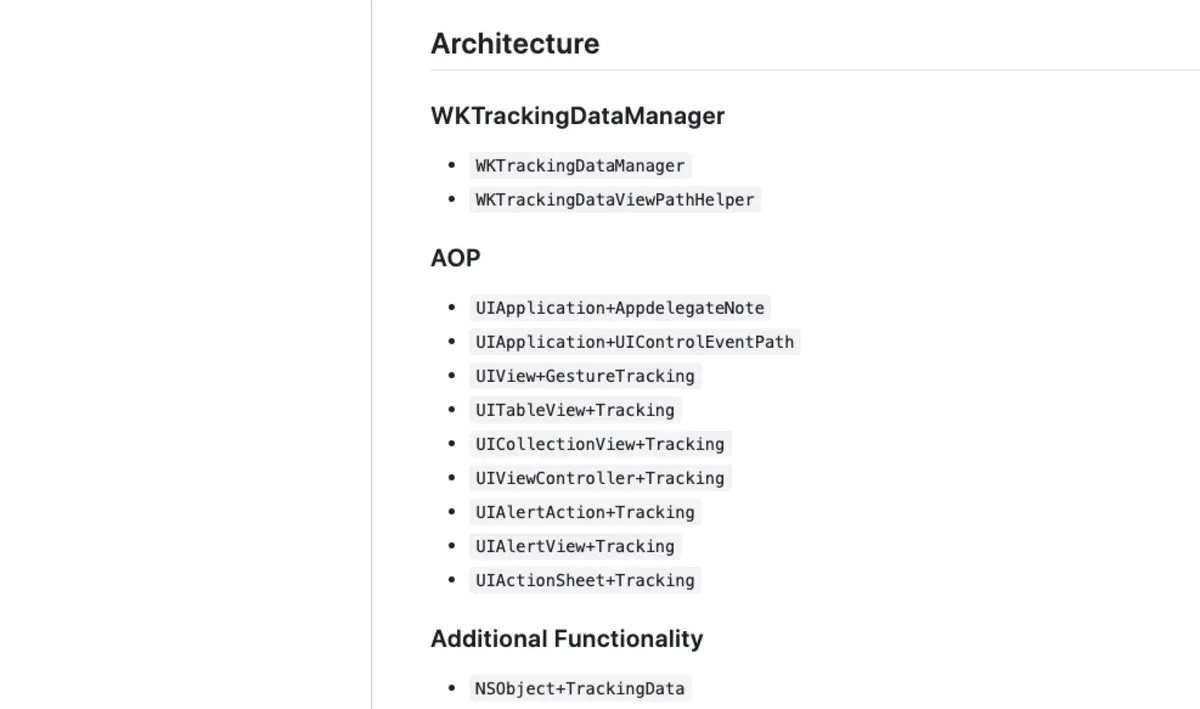 Architecture
WKTrackingDataManager
WKTrackingDataManager
WKTrackingDataViewPathHelper
AOP
UIApplication+AppdelegateNote
UIApplication+UIControlEventPath
UIView+GestureTracking
UITableView+Tracking
UICollectionView+Tracking
UIViewController+Tracking
UIAlertAction+Tracking
UIAlertView+Tracking
UIActionSheet+Tracking
Additional Functionality
NSObject+TrackingData